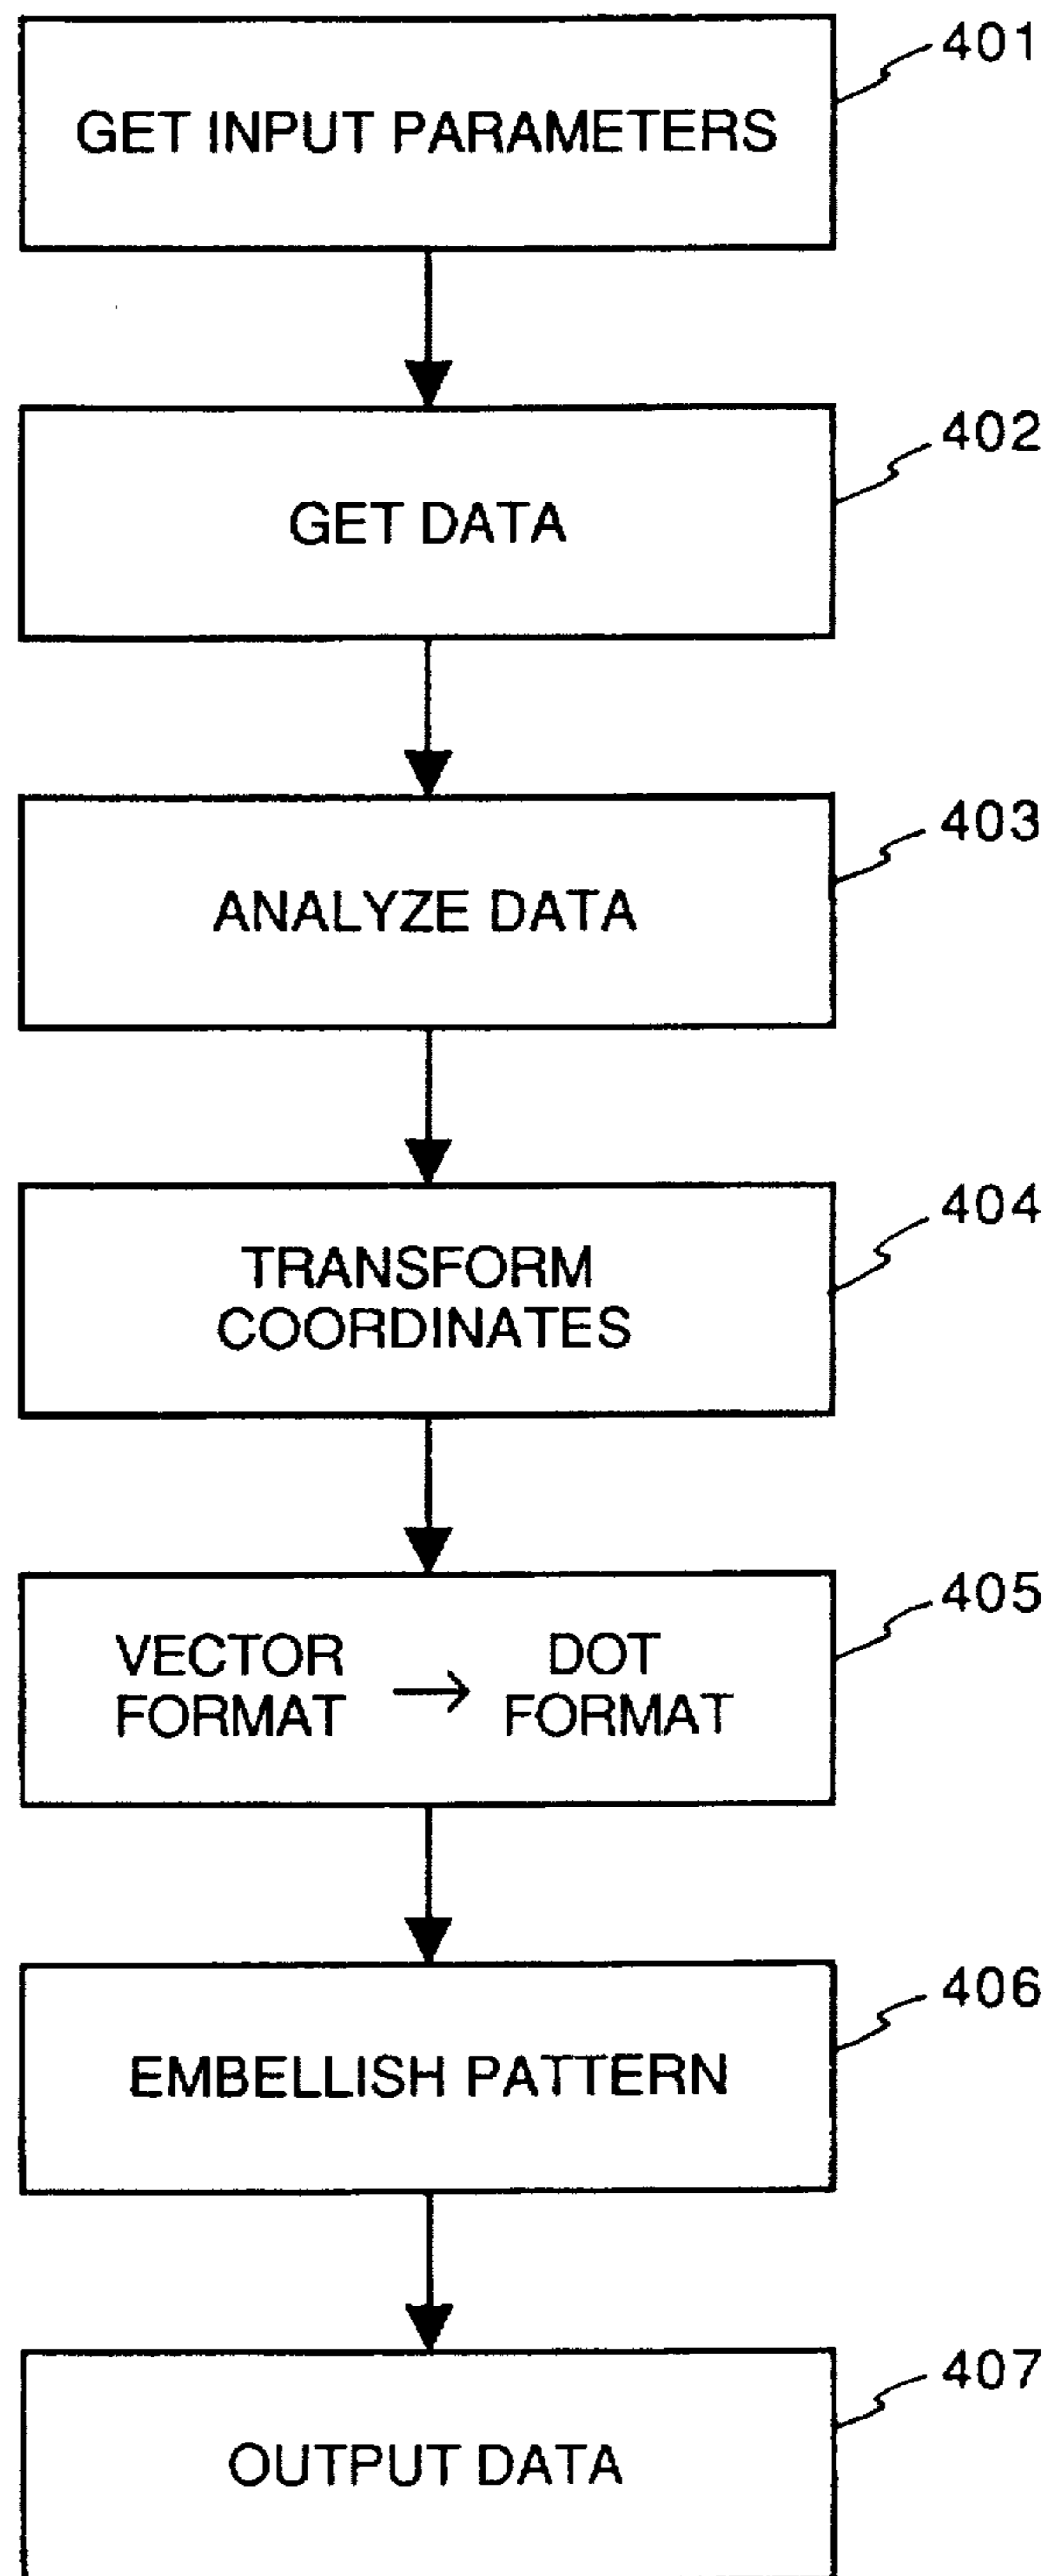 401
GET INPUT PARAMETERS
402
GET DATA
403
ANALYZE DATA
404
TRANSFORM
COORDINATES
405
VECTOR FORMAT → DOT FORMAT
406
EMBELLISH PATTERN
407
OUTPUT DATA